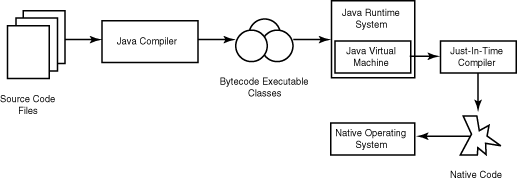 Source Code
Files
Java Compiler
Bytecode Executable
Classes
Java Runtime
System
Java Virtual
Machine
Just-In-Time
Compiler
Native Operating
System
Native Code